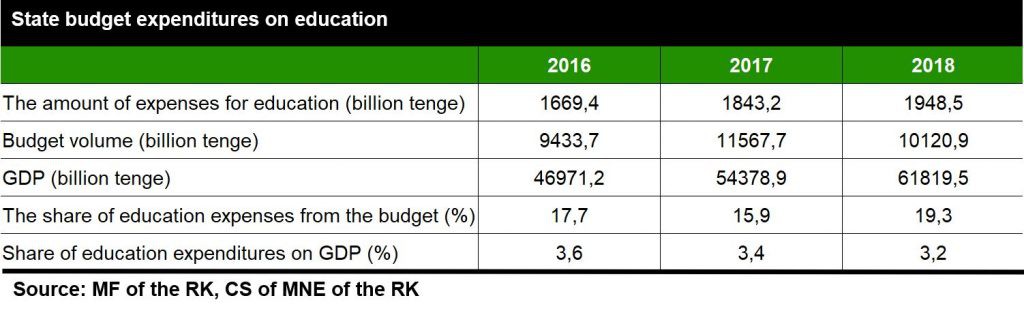 State budget expenditures on education
2016 2017 2018
The amount of expenses for education (billion tenge) 1669,4 1843,2 1948,5
Budget volume (billion tenge) 9433,7 11567,7 10120,9
GDP (billion tenge) 46971,2 54378,9 61819,5
The share of education expenses from the budget (%) 17,7 15,9 19,3
Share of education expenditures on GDP (%) 3,6 3,4 3,2
Source: MF of the RK, CS of MNE of the RK